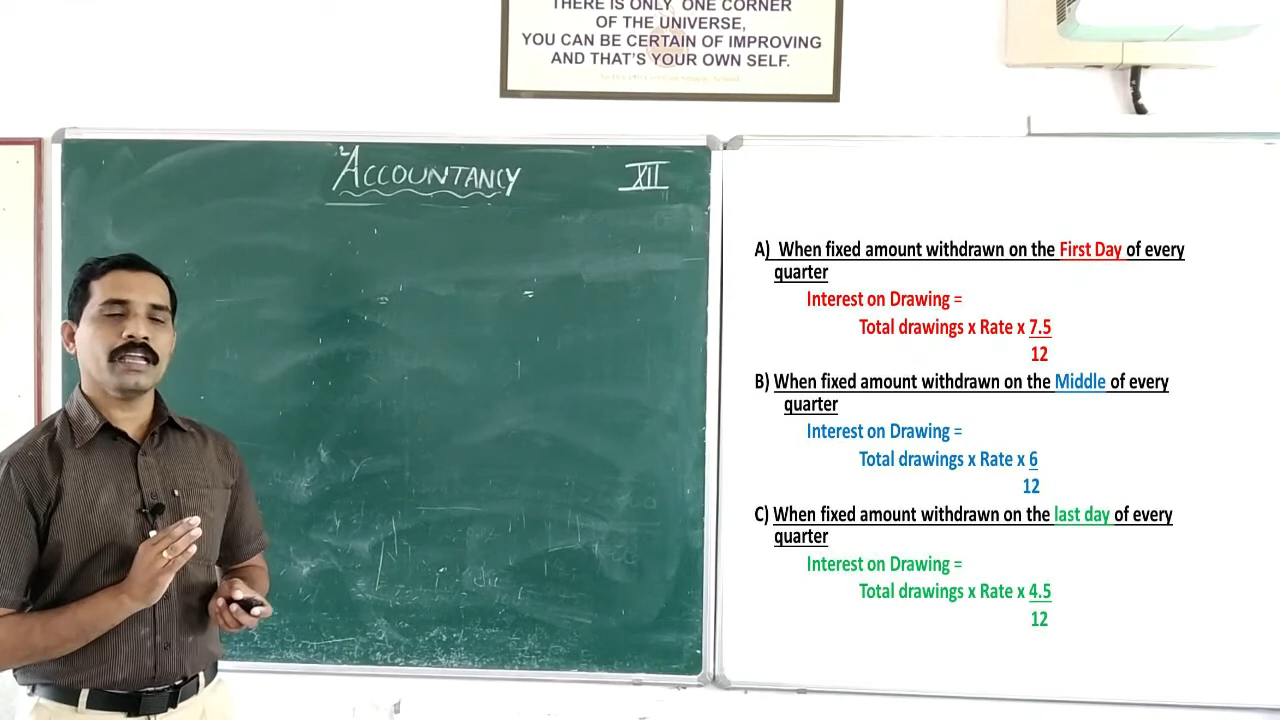 THERE IS ONLY ONE CORNER
OF THE UNIVERSE,
YOU CAN BE CERTAIN OF IMPROVING
AND THAT'S YOUR OWN SELF.
ACCOUNTANCY
XII
A) When fixed amount withdrawn on the First Day of every
quarter
Interest on Drawing =
Total drawings x Rate x 7.5
12
B) When fixed amount withdrawn on the Middle of every
quarter
Interest on Drawing =
Total drawings x Rate x 6
12
C) When fixed amount withdrawn on the last day of every
quarter
Interest on Drawing =
Total drawings x Rate x 4.5
12